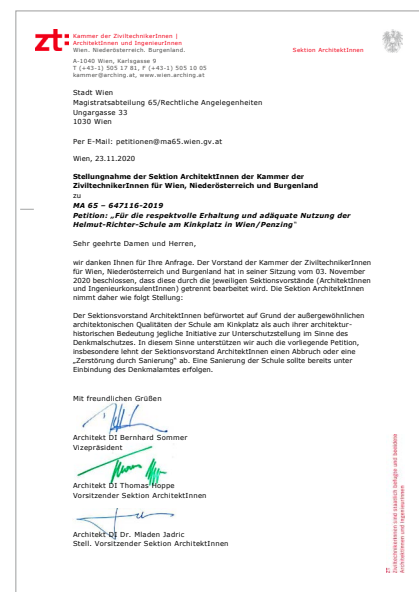 zt:
Kammer der ZiviltechnikerInnen |
ArchitektInnen und IngenieurInnen
Wien. Niederösterreich. Burgenland.
Sektion ArchitektInnen
A-1040 Wien, Karlsgasse 9
T (+43-1) 505 17 81, F (+43-1) 505 10 05
kammer@arching.at, www.wien.arching.at
Stadt Wien
Magistratsabteilung 65/Rechtliche Angelegenheiten
Ungargasse 33
1030 Wien
Per E-Mail: petitionen@ma65.wien.gv.at
Wien, 23.11.2020
Stellungnahme der Sektion ArchitektInnen der Kammer der
ZiviltechnikerInnen für Wien, Niederösterreich und Burgenland
zu
MA 65 – 647116-2019
Petition: „Für die respektvolle Erhaltung und adäquate Nutzung der
Helmut-Richter-Schule am Kinkplatz in Wien/Penzing"
Sehr geehrte Damen und Herren,
wir danken Ihnen für Ihre Anfrage. Der Vorstand der Kammer der ZiviltechnikerInnen
für Wien, Niederösterreich und Burgenland hat in seiner Sitzung vom 03. November
2020 beschlossen, dass diese durch die jeweiligen Sektionsvorstände (ArchitektInnen
und IngenieurkonsulentInnen) getrennt bearbeitet wird. Die Sektion ArchitektInnen
nimmt daher wie folgt Stellung:
Der Sektionsvorstand ArchitektInnen befürwortet auf Grund der außergewöhnlichen
architektonischen Qualitäten der Schule am Kinkplatz als auch ihrer architektur-
historischen Bedeutung jegliche Initiative zur Unterschutzstellung im Sinne des
Denkmalschutzes. In diesem Sinne unterstützen wir auch die vorliegende Petition,
insbesondere lehnt der Sektionsvorstand ArchitektInnen einen Abbruch oder eine
„Zerstörung durch Sanierung" ab. Eine Sanierung der Schule sollte bereits unter
Einbindung des Denkmalamtes erfolgen.
Mit freundlichen Grüßen
Architekt DI Bernhard Sommer
Vizepräsident
Architekt DI Thomas Hoppe
Vorsitzender Sektion ArchitektInnen
Architekt DI Dr. Mladen Jadric
Stell. Vorsitzender Sektion ArchitektInnen
ZT
ZiviltechnikerInnen sind staatlich befugte und beeidete
ArchitektInnen und IngenieurInnen